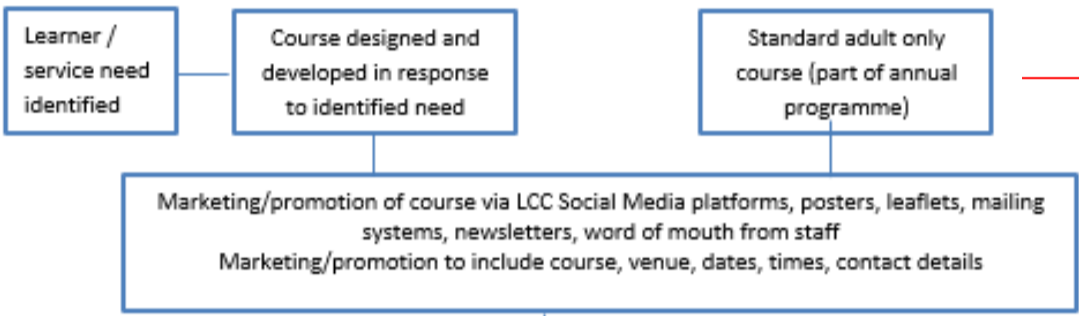 Learner /
service need
identified
Course designed and
developed in response
to identified need
Standard adult only
course (part of annual
programme)
Marketing/promotion of course via LCC Social Media platforms, posters, leaflets, mailing
systems, newsletters, word of mouth from staff
Marketing/promotion to include course, venue, dates, times, contact details